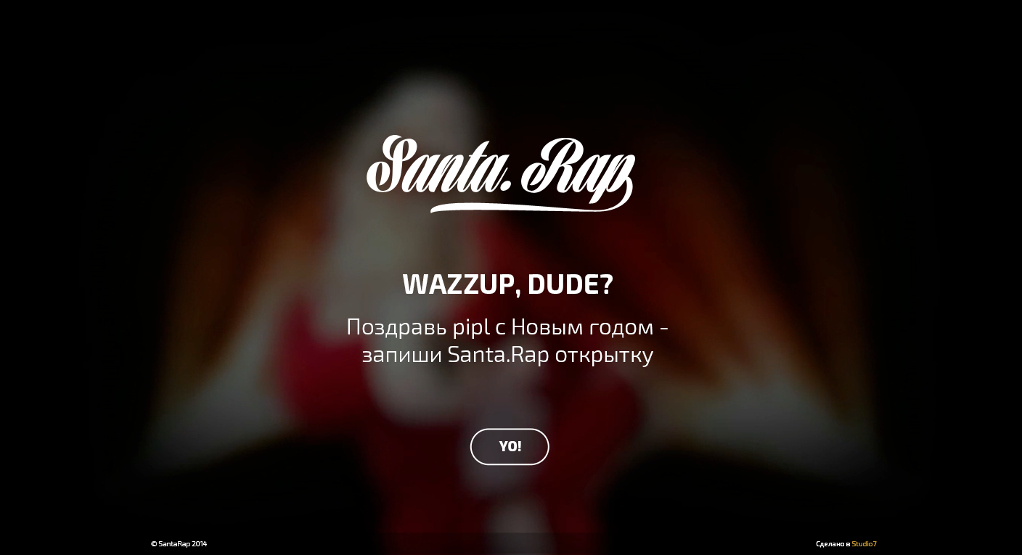 Santa. Rap
WAZZUP, DUDE?
Поздравь pipl с Новым годом -
запиши Santa.Rap открытку
YO!
© SantaRap 2014
Сделано в Studio7